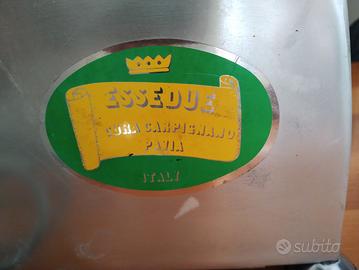 ESSEDUE
CURA CARPIGNANO
PAVIA
ITALY
subito